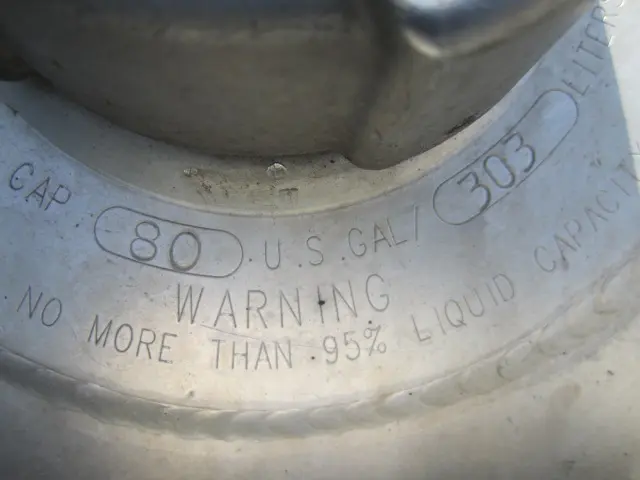 CAP 80 U.S. GAL/ 303 LITERS
WARNING
NO MORE THAN 95% LIQUID CAPACITY